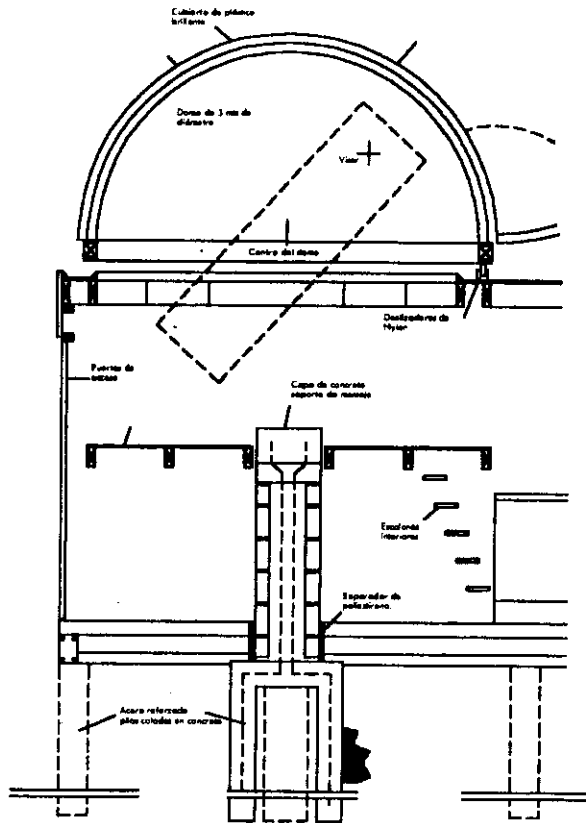 Cubierta de plástico
brillante
Domo de 3 mts de
diámetro
Visor
Centro del domo
Deslizadores de
Nylon
Puertas de
acceso
Capa de concreto
soporte de montaje
Escalones
interiores
Separador de
poliestireno
Acero reforzado
pilas coladas en concreto